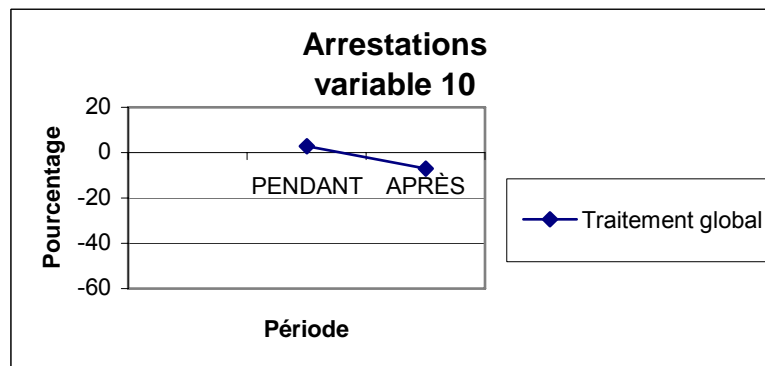 Arrestations
variable 10
Pourcentage
20
0
-20
-40
-60
PENDANT APRÈS
Période
Traitement global